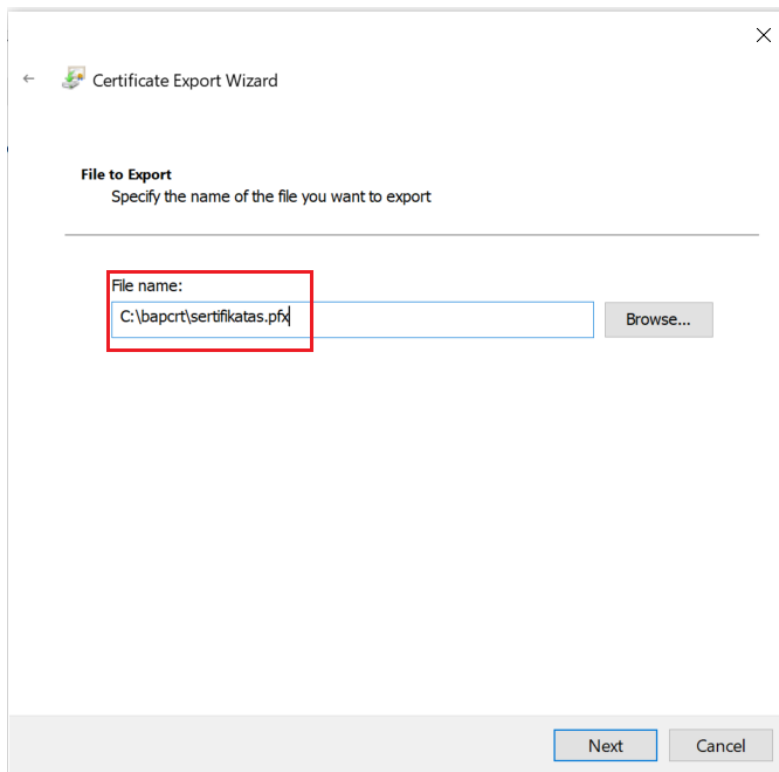 Certificate Export Wizard
File to Export
Specify the name of the file you want to export
File name:
C:\bapcrt\sertifikatas.pfx
Browse...
Next
Cancel